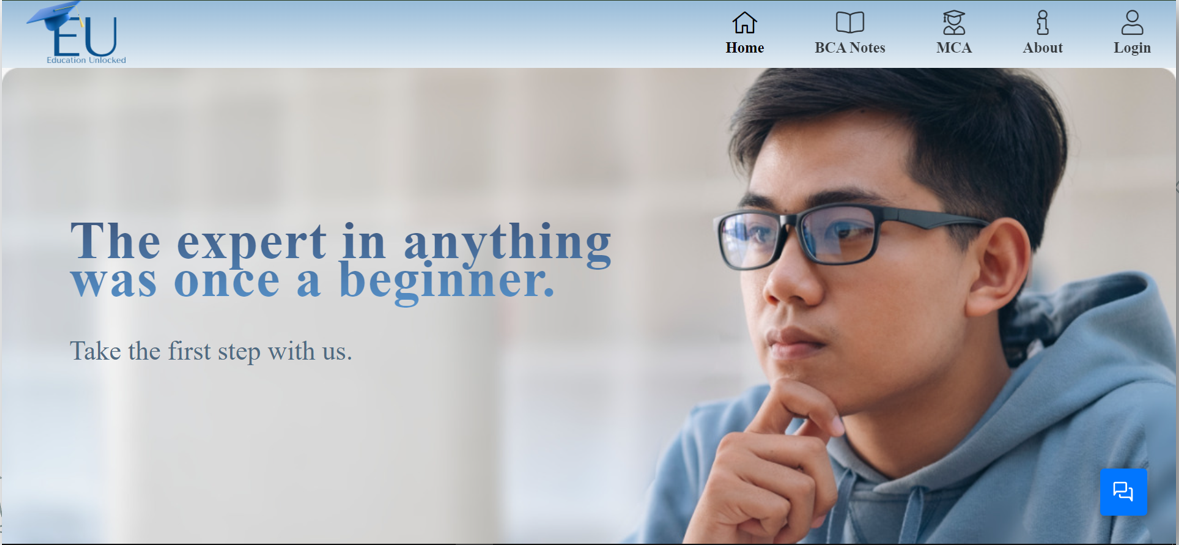 EU
Education Unlocked
Home
BCA Notes
MCA
About
Login
The expert in anything
was once a beginner.
Take the first step with us.